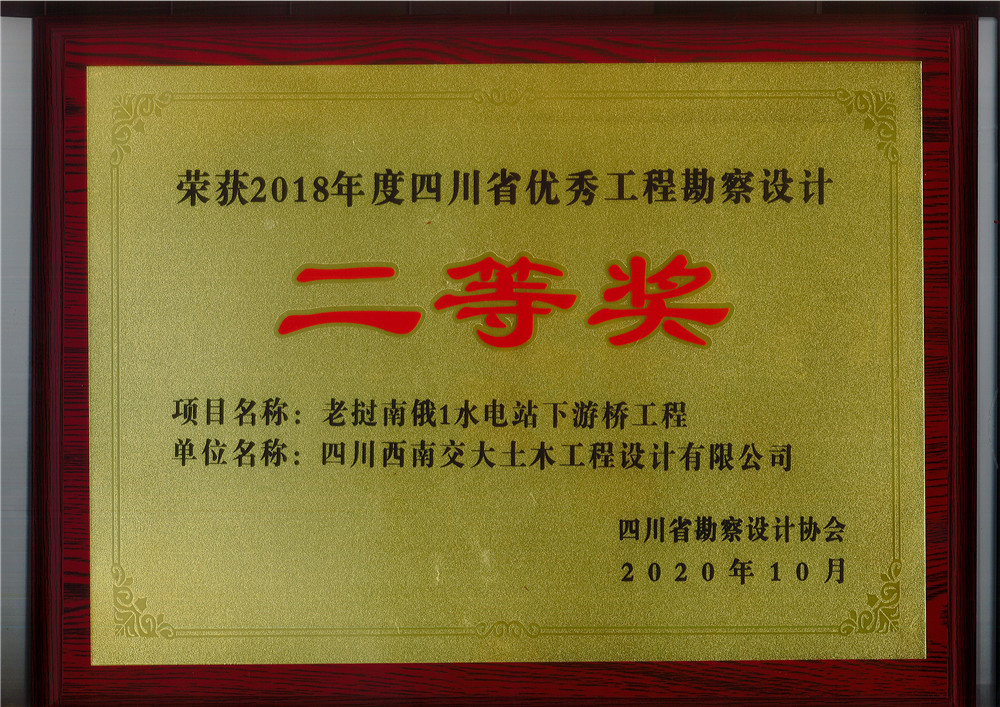 荣获2018年度四川省优秀工程勘察设计
二等奖
项目名称：老挝南俄1水电站下游桥工程
单位名称：四川西南交大土木工程设计有限公司
四川省勘察设计协会
2020年10月